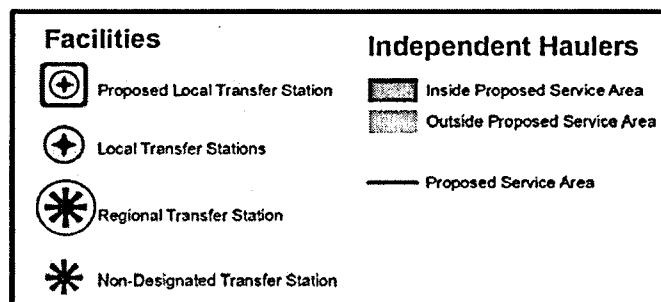 Facilities
Proposed Local Transfer Station
Local Transfer Stations
Regional Transfer Station
Non-Designated Transfer Station
Independent Haulers
Inside Proposed Service Area
Outside Proposed Service Area
Proposed Service Area